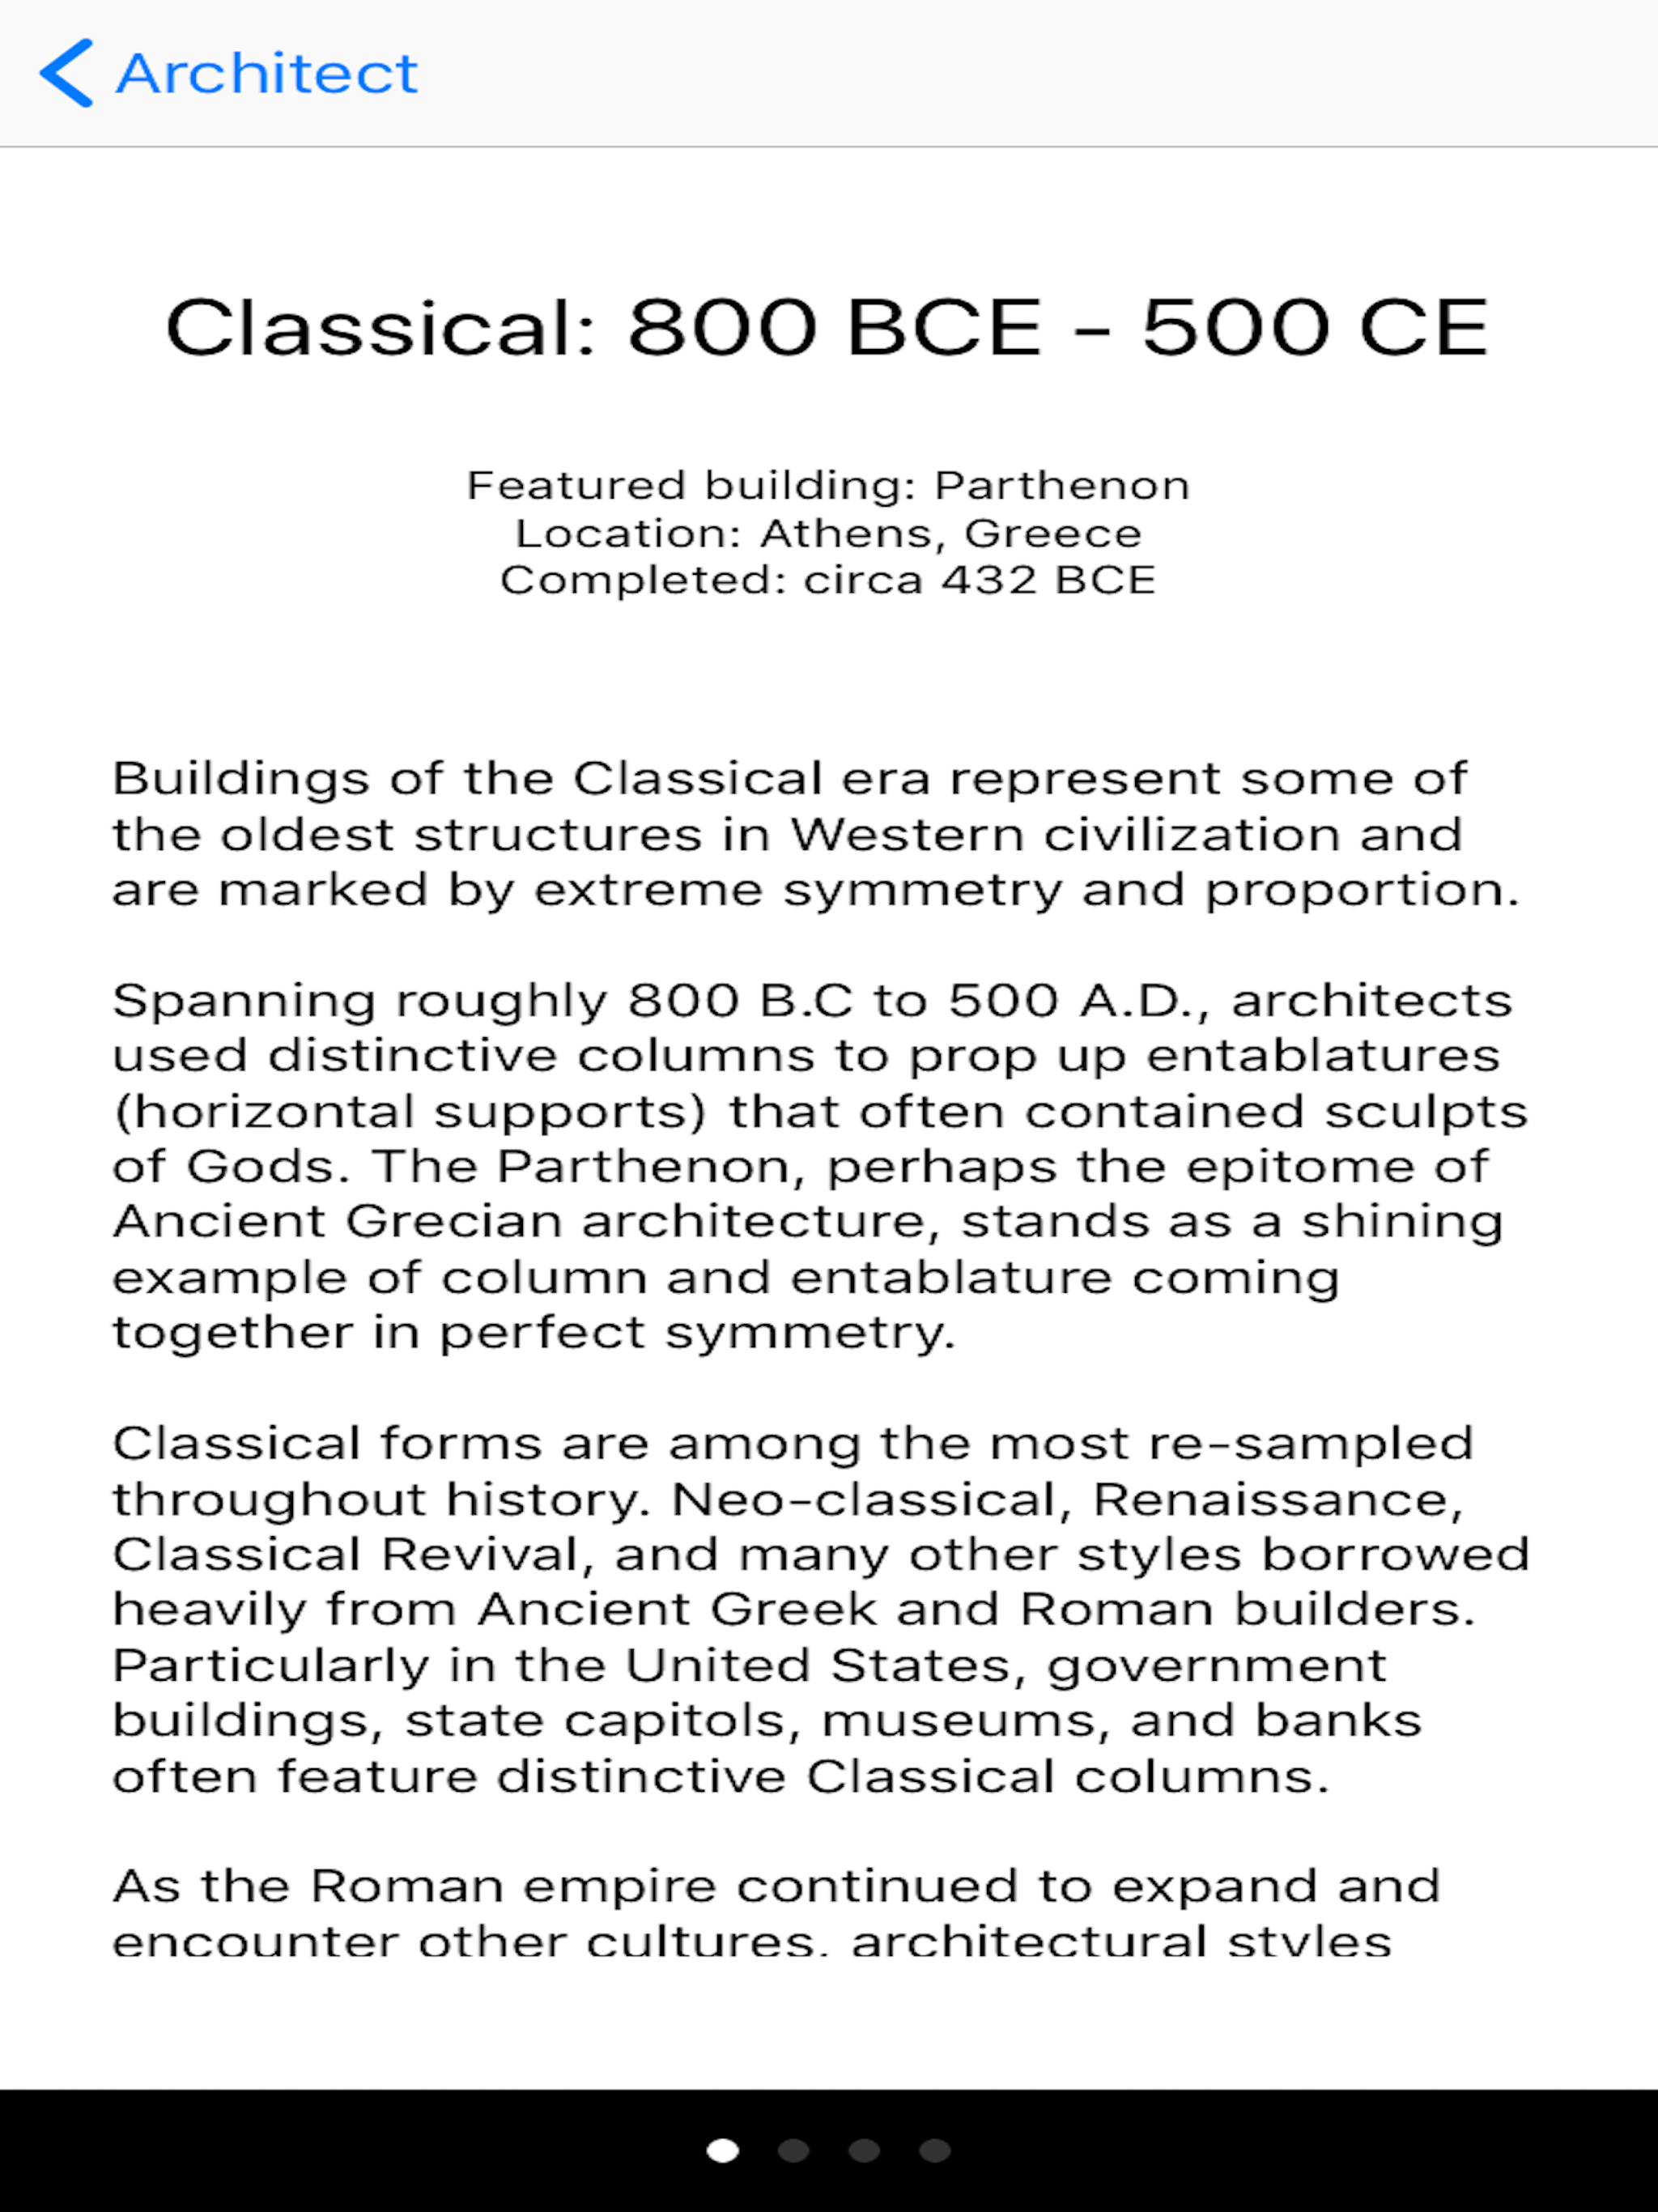 Architect
Classical: 800 BCE - 500 CE
Featured building: Parthenon
Location: Athens, Greece
Completed: circa 432 BCE
Buildings of the Classical era represent some of
the oldest structures in Western civilization and
are marked by extreme symmetry and proportion.
Spanning roughly 800 B.C to 500 A.D., architects
used distinctive columns to prop up entablatures
(horizontal supports) that often contained sculpts
of Gods. The Parthenon, perhaps the epitome of
Ancient Grecian architecture, stands as a shining
example of column and entablature coming
together in perfect symmetry.
Classical forms are among the most re-sampled
throughout history. Neo-classical, Renaissance,
Classical Revival, and many other styles borrowed
heavily from Ancient Greek and Roman builders.
Particularly in the United States, government
buildings, state capitols, museums, and banks
often feature distinctive Classical columns.
As the Roman empire continued to expand and
encounter other cultures, architectural styles